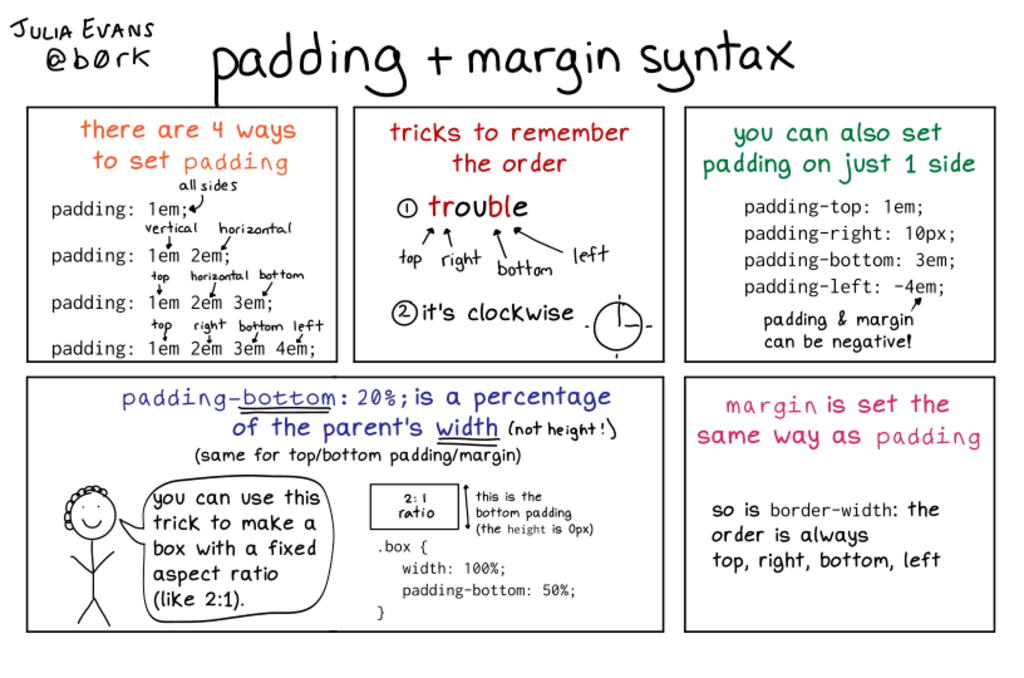 JULIA EVANS
@b0rk
padding + margin syntax
there are 4 ways
to set padding
all sides
padding: 1em;
vertical horizontal
padding: 1em 2em;
top horizontal bottom
padding: 1em 2em 3em;
top right bottom left
padding: 1em 2em 3em 4em;
tricks to remember
the order
① trouble
top right bottom left
② it's clockwise
you can also set
padding on just 1 side
padding-top: 1em;
padding-right: 10px;
padding-bottom: 3em;
padding-left: -4em;
padding & margin
can be negative!
padding-bottom: 20%; is a percentage
of the parent's width (not height!)
(same for top/bottom padding/margin)
you can use this
trick to make a
box with a fixed
aspect ratio
(like 2:1).
2:1
ratio
this is the
bottom padding
(the height is 0px)
.box {
width: 100%;
padding-bottom: 50%;
}
margin is set the
same way as padding
so is border-width: the
order is always
top, right, bottom, left